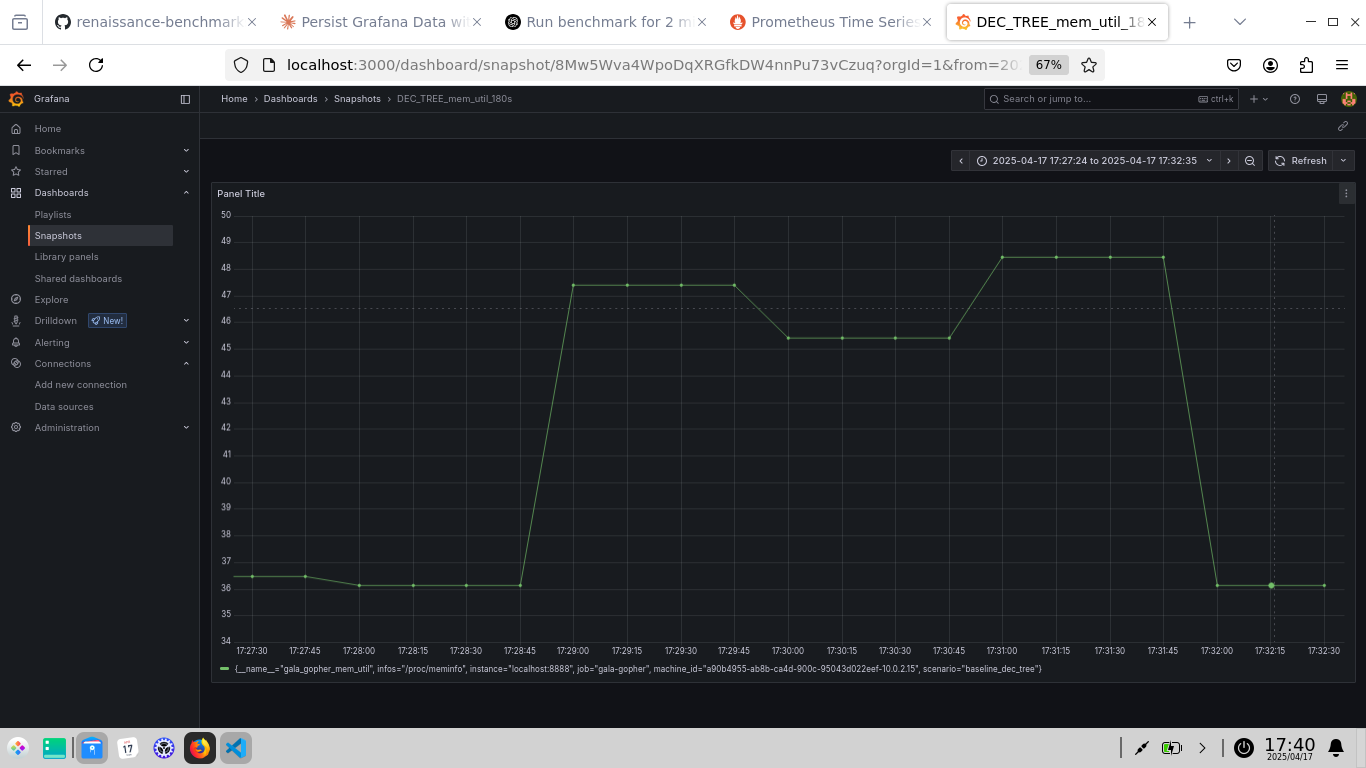 renaissance-benchmark
Persist Grafana Data wi
Run benchmark for 2 m
Prometheus Time Series
DEC_TREE_mem_util_18
localhost:3000/dashboard/snapshot/8Mw5Wva4WpoDqXRGfkDW4nnPu73vCzuq?orgId=1&from=20
67%
Grafana
Home › Dashboards › Snapshots › DEC_TREE_mem_util_180s
Search or jump to...
ctrl+k
Home
Bookmarks
Starred
Dashboards
Playlists
Snapshots
Library panels
Shared dashboards
Explore
Drilldown
New!
Alerting
Connections
Add new connection
Data sources
Administration
2025-04-17 17:27:24 to 2025-04-17 17:32:35
Refresh
Panel Title
50
49
48
47
46
45
44
43
42
41
40
39
38
37
36
35
34
17:27:30 17:27:45 17:28:00 17:28:15 17:28:30 17:28:45 17:29:00 17:29:15 17:29:30 17:29:45 17:30:00 17:30:15 17:30:30 17:30:45 17:31:00 17:31:15 17:31:30 17:31:45 17:32:00 17:32:15 17:32:30
{__name__="gala_gopher_mem_util", infos="/proc/meminfo", instance="localhost:8888", job="gala-gopher", machine_id="a90b4955-ab8b-ca4d-900c-95043d022eef-10.0.2.15", scenario="baseline_dec_tree"}
17
17:40
2025/04/17